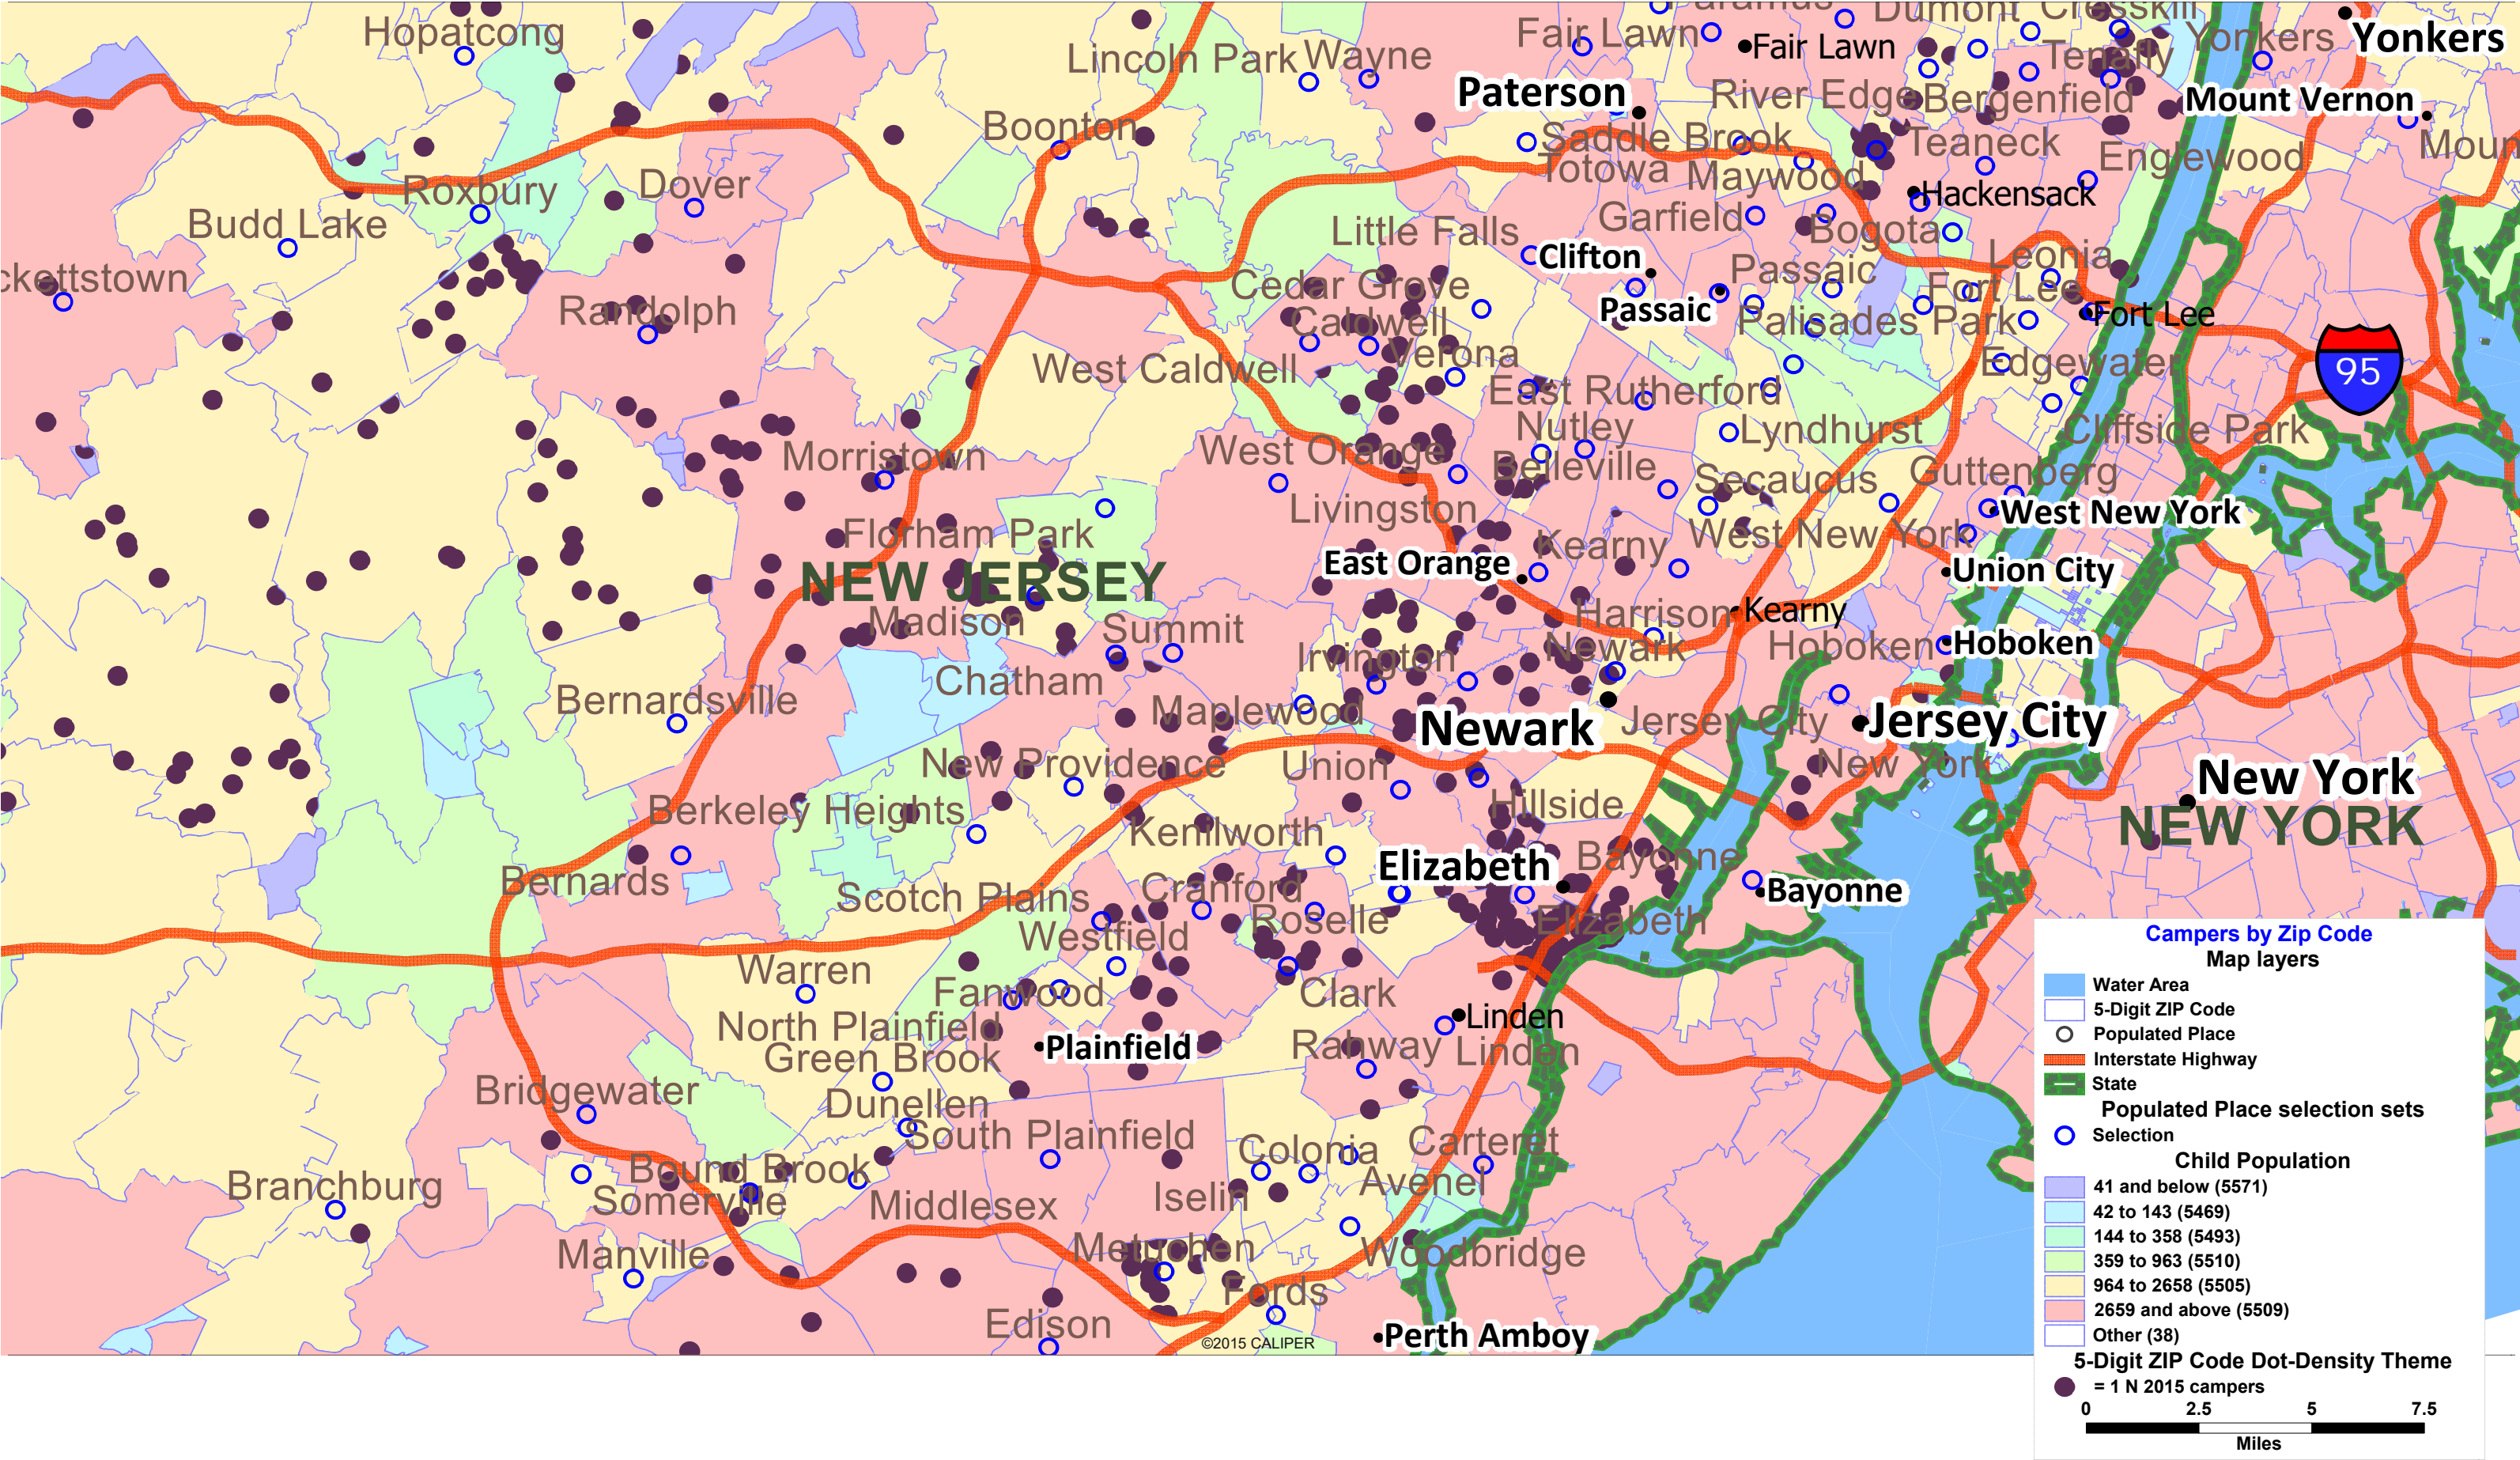 Hopatcong
Lincoln Park
Wayne
Fair Lawn
Paramus
Fair Lawn
Dumont
Cresskill
Tenafly
Yonkers
Yonkers
Paterson
River Edge
Bergenfield
Mount Vernon
Boonton
Saddle Brook
Totowa
Maywood
Teaneck
Englewood
Moun
Roxbury
Dover
Hackensack
Budd Lake
Little Falls
Garfield
Bogota
ckettstown
Clifton
Leonia
Cedar Grove
Passaic
Fort Lee
Randolph
Caldwell
Passaic
Palisades Park
Fort Lee
West Caldwell
Verona
Edgewater
95
East Rutherford
Nutley
Lyndhurst
Cliffside Park
Morristown
West Orange
Belleville
Secaucus
Guttenberg
Livingston
West New York
Florham Park
Kearny
West New York
NEW JERSEY
East Orange
Union City
Madison
Summit
Harrison
Kearny
Chatham
Irvington
Newark
Hoboken
Hoboken
Bernardsville
Maplewood
Newark
Jersey City
Jersey City
New Providence
Union
New York
New York
NEW YORK
Berkeley Heights
Kenilworth
Hillside
Bernards
Scotch Plains
Cranford
Elizabeth
Bayonne
Bayonne
Westfield
Roselle
Elizabeth
Warren
Fanwood
Clark
North Plainfield
Plainfield
Linden
Green Brook
Rahway
Linden
Bridgewater
Dunellen
South Plainfield
Colonia
Carteret
Branchburg
Bound Brook
Somerville
Middlesex
Iselin
Avenel
Manville
Metuchen
Woodbridge
Fords
Edison
Perth Amboy
©2015 CALIPER
Campers by Zip Code
Map layers
Water Area
5-Digit ZIP Code
Populated Place
Interstate Highway
State
Populated Place selection sets
Selection
Child Population
41 and below (5571)
42 to 143 (5469)
144 to 358 (5493)
359 to 963 (5510)
964 to 2658 (5505)
2659 and above (5509)
Other (38)
5-Digit ZIP Code Dot-Density Theme
= 1 N 2015 campers
0 2.5 5 7.5
Miles